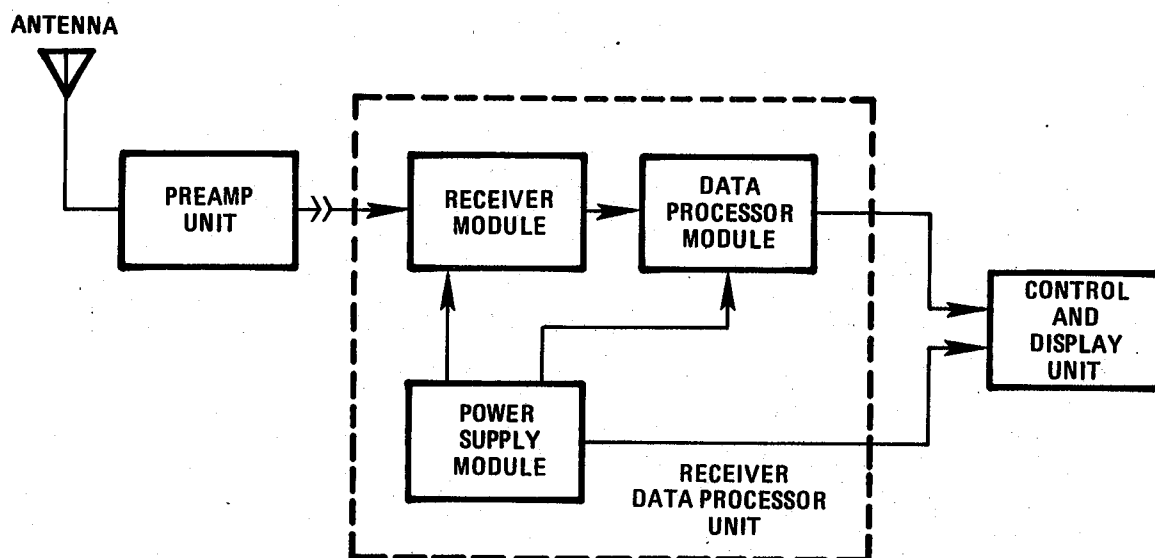 ANTENNA
PREAMP
UNIT
RECEIVER
MODULE
DATA
PROCESSOR
MODULE
CONTROL
AND
DISPLAY
UNIT
POWER
SUPPLY
MODULE
RECEIVER
DATA PROCESSOR
UNIT